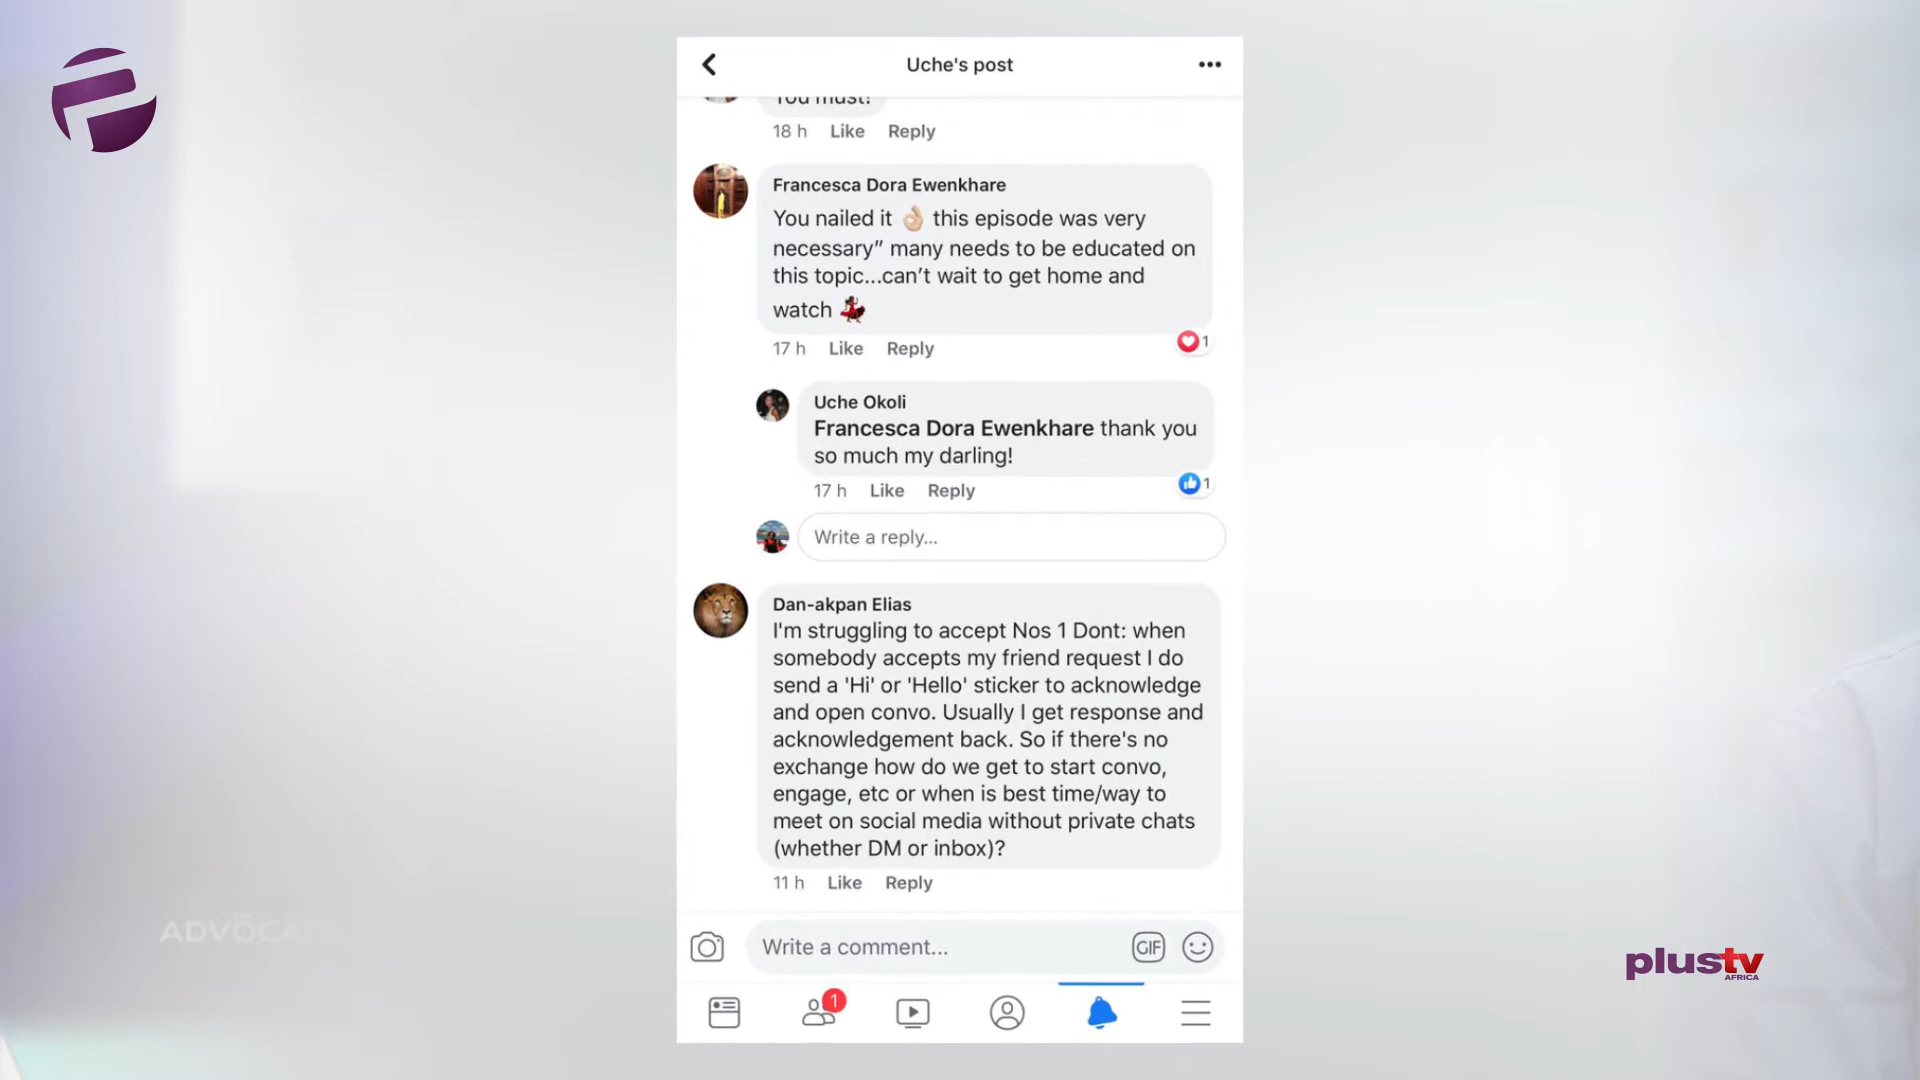 Uche's post
You must!
18 h Like Reply
Francesca Dora Ewenkhare
You nailed it 👌🏼 this episode was very
necessary” many needs to be educated on
this topic...can’t wait to get home and
watch 💃🏿
17 h Like Reply
1
Uche Okoli
Francesca Dora Ewenkhare thank you
so much my darling!
17 h Like Reply
1
Write a reply...
Dan-akpan Elias
I'm struggling to accept Nos 1 Dont: when
somebody accepts my friend request I do
send a 'Hi' or 'Hello' sticker to acknowledge
and open convo. Usually I get response and
acknowledgement back. So if there's no
exchange how do we get to start convo,
engage, etc or when is best time/way to
meet on social media without private chats
(whether DM or inbox)?
11 h Like Reply
Write a comment...
GIF
1
plustv
AFRICA